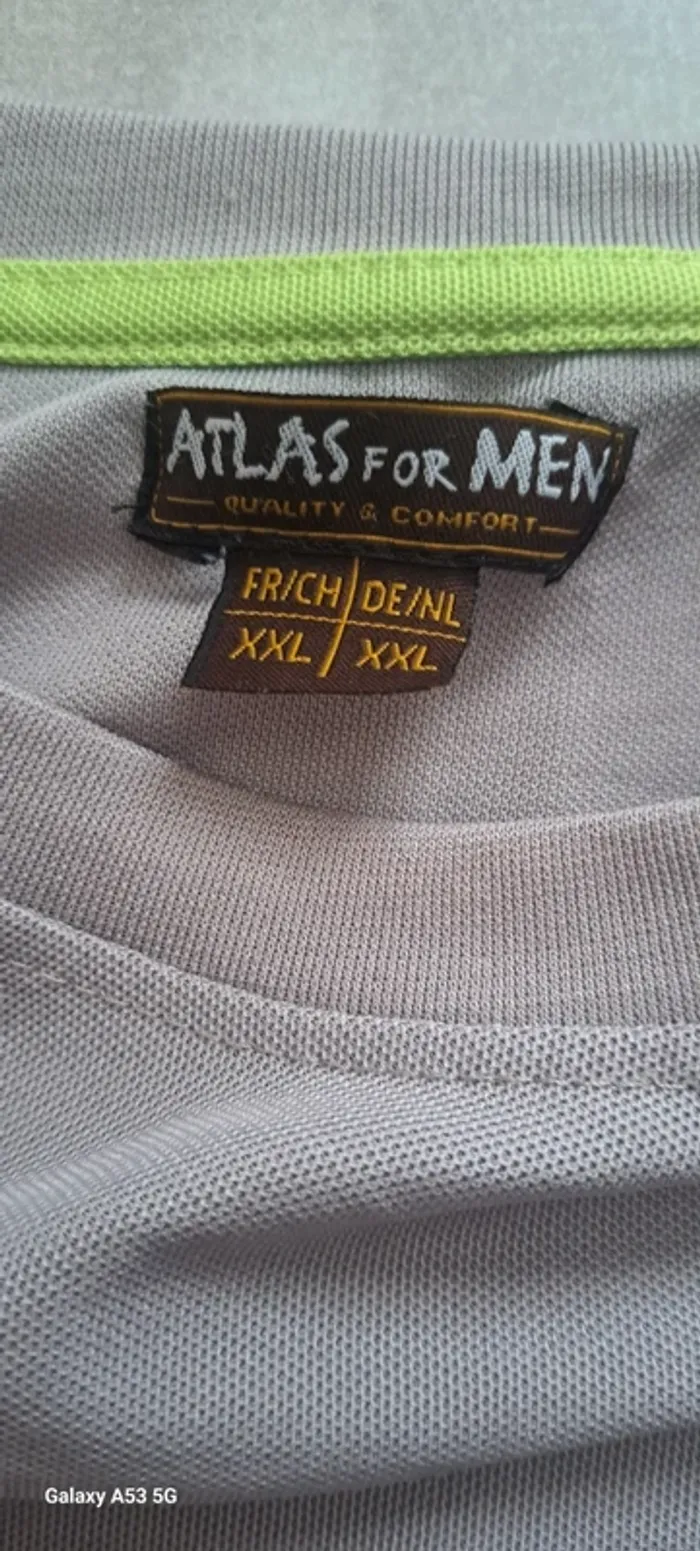 ATLAS FOR MEN
QUALITY & COMFORT
FR/CH DE/NL
XXL XXL
Galaxy A53 5G